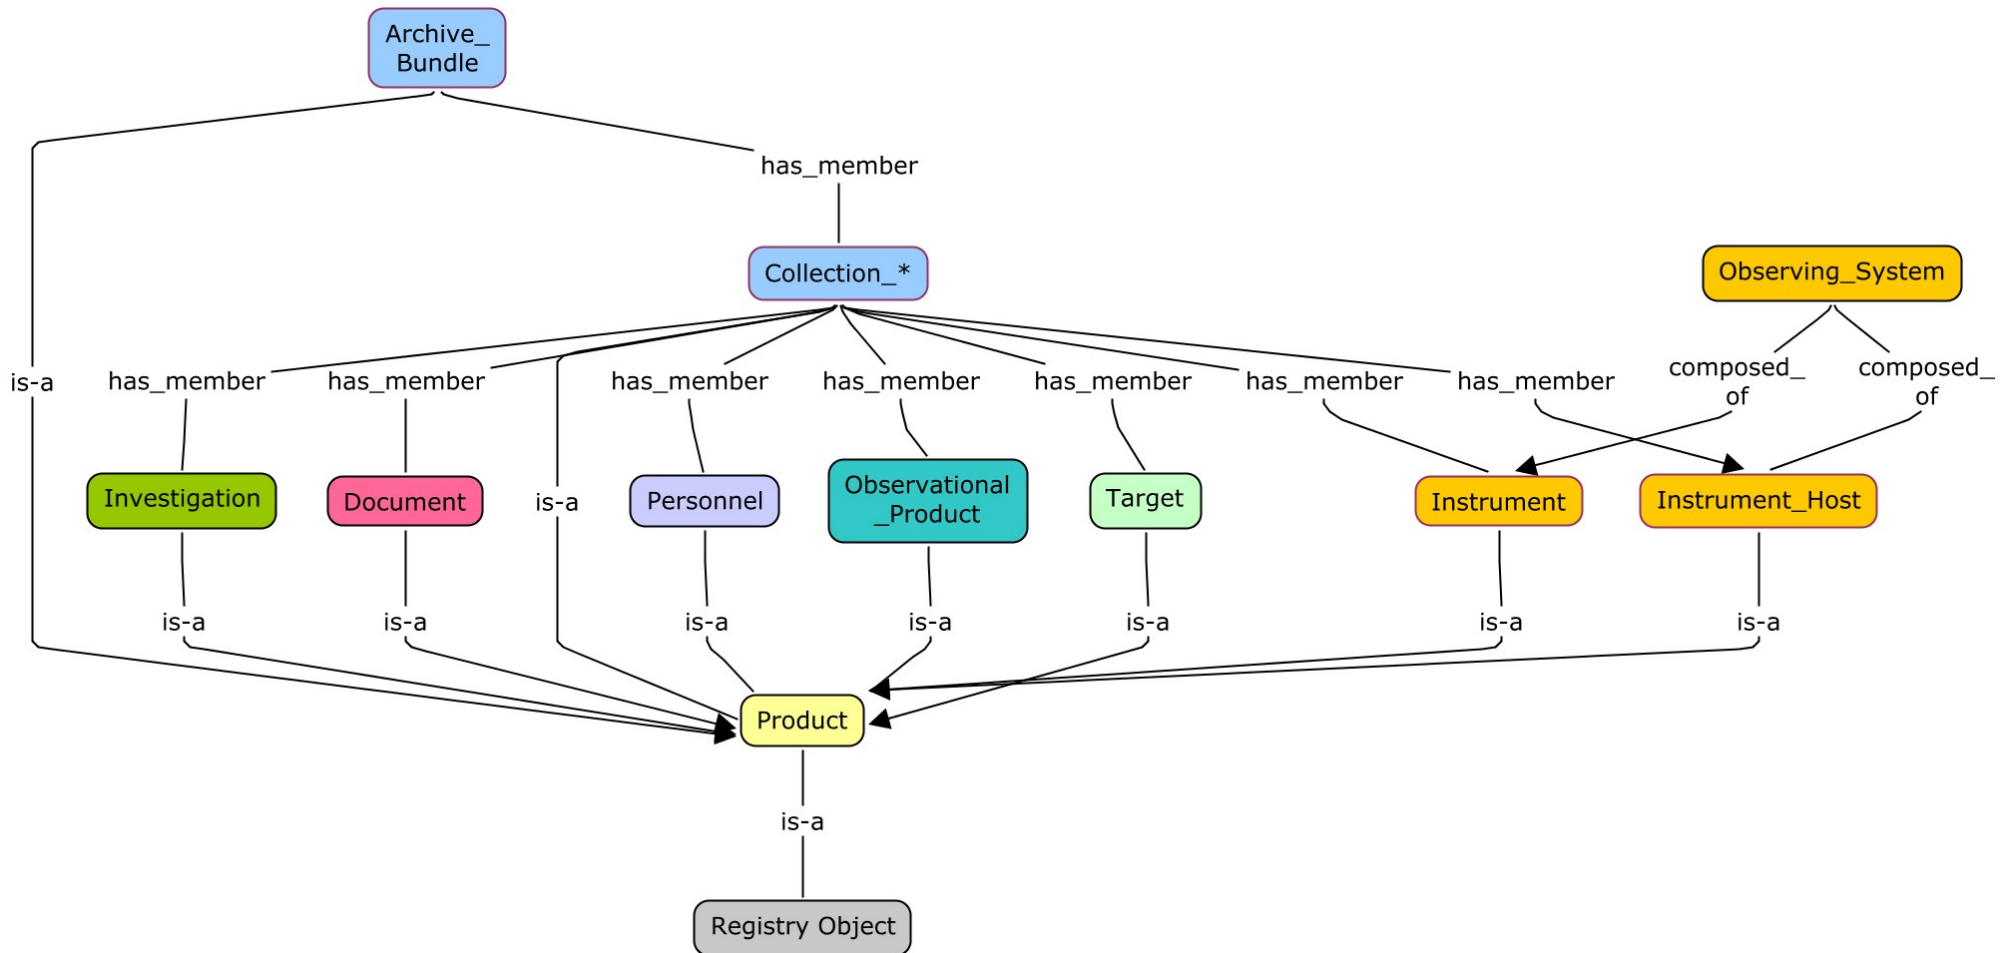 Archive_
Bundle
has_member
Collection_*
Observing_System
is-a
has_member
has_member
has_member
has_member
has_member
has_member
has_member
composed_
of
composed_
of
Investigation
Document
is-a
Personnel
Observational
_Product
Target
Instrument
Instrument_Host
is-a
is-a
is-a
is-a
is-a
is-a
is-a
Product
is-a
Registry Object